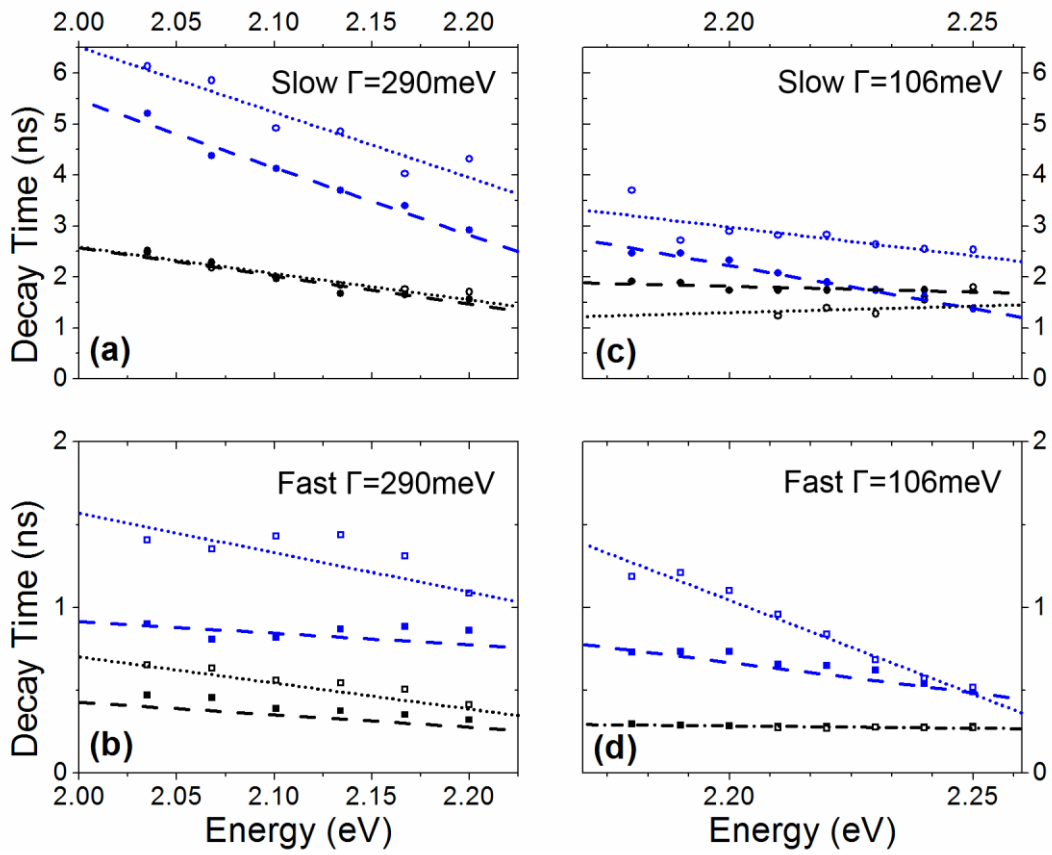 2.00 2.05 2.10 2.15 2.20
2.20 2.25
Slow Γ=290meV
Slow Γ=106meV
6
5
4
3
2
1
0
Decay Time (ns)
(a)
(c)
6
5
4
3
2
1
0
Fast Γ=290meV
Fast Γ=106meV
2
1
0
Decay Time (ns)
(b)
(d)
2
1
0
2.00 2.05 2.10 2.15 2.20
2.20 2.25
Energy (eV)
Energy (eV)